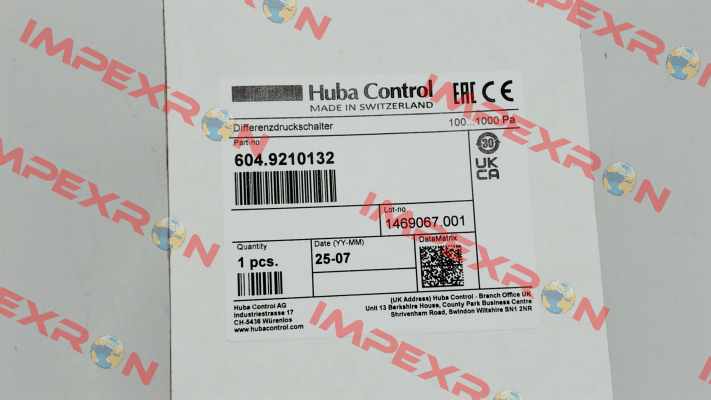 Huba Control
MADE IN SWITZERLAND
EAC CE
Differenzdruckschalter
100...1000 Pa
Part-no
604.9210132
30
UK
CA
Lot-no
1469067.001
Quantity
1 pcs.
Date (YY-MM)
25-07
DataMatrix
Huba Control AG
Industriestrasse 17
CH-5436 Würenlos
www.hubacontrol.com
(UK Address) Huba Control - Branch Office UK
Unit 13 Berkshire House, County Park Business Centre
Shrivenham Road, Swindon Wiltshire SN1 2NR
IMPEXRON
IMPEXRON
IMPEXRON
IMPEXRON
IMPEXRON
IMPEXRON